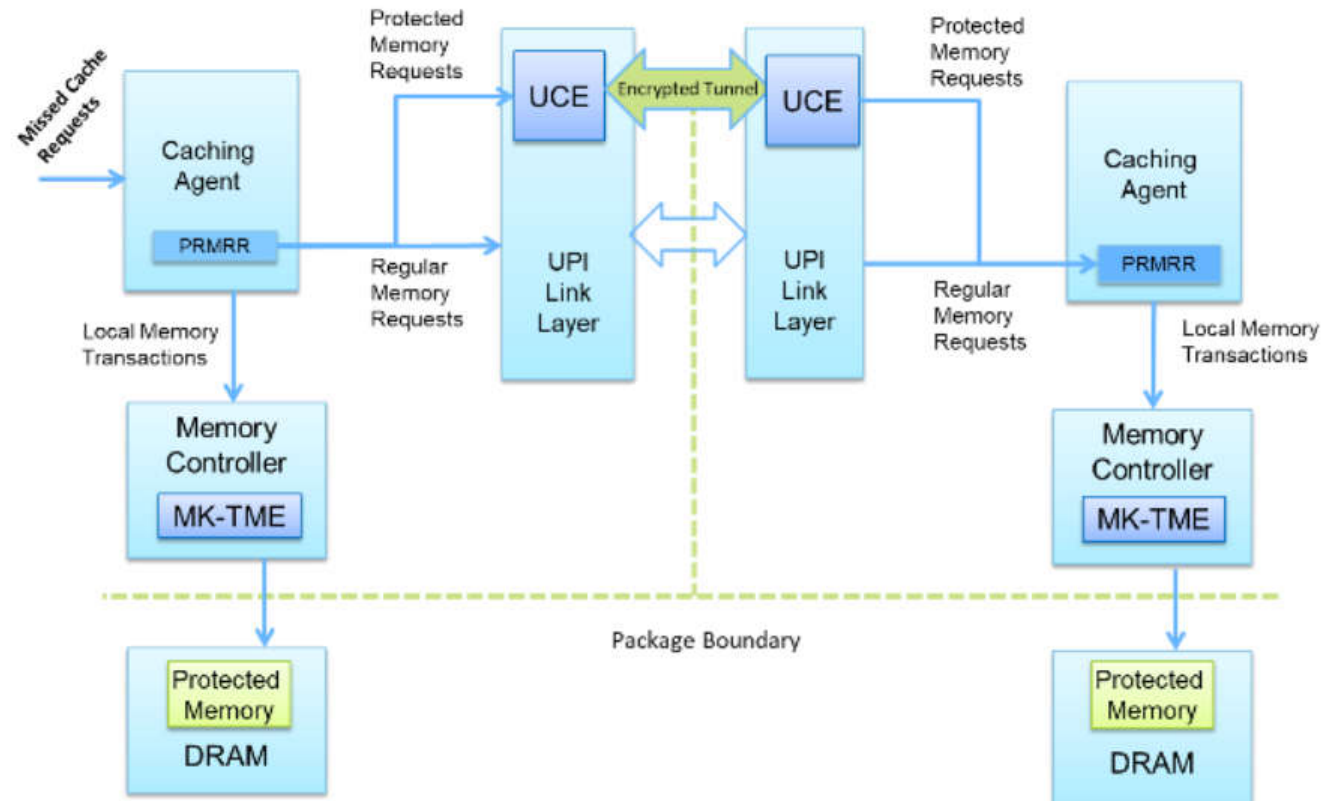 Missed Cache
Requests
Caching
Agent
PRMRR
Protected
Memory
Requests
Regular
Memory
Requests
UCE
UPI
Link
Layer
Encrypted Tunnel
UCE
UPI
Link
Layer
Protected
Memory
Requests
Regular
Memory
Requests
Caching
Agent
PRMRR
Local Memory
Transactions
Local Memory
Transactions
Memory
Controller
MK-TME
Memory
Controller
MK-TME
Package Boundary
Protected
Memory
DRAM
Protected
Memory
DRAM